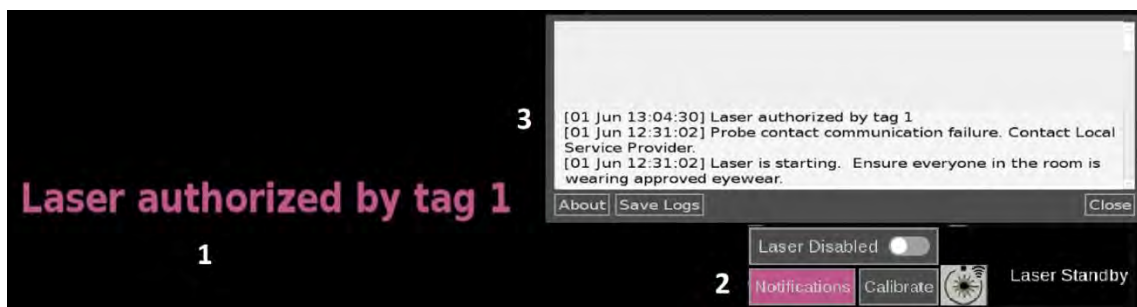 3
[01 Jun 13:04:30] Laser authorized by tag 1
[01 Jun 12:31:02] Probe contact communication failure. Contact Local
Service Provider.
[01 Jun 12:31:02] Laser is starting. Ensure everyone in the room is
wearing approved eyewear.
Laser authorized by tag 1
About Save Logs Close
1
Laser Disabled
2
Notifications Calibrate Laser Standby